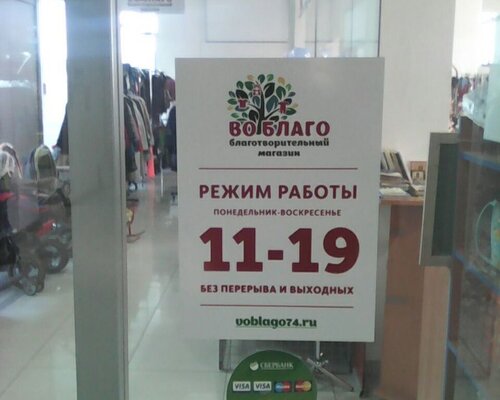 ВО БЛАГО
благотворительный
магазин
РЕЖИМ РАБОТЫ
ПОНЕДЕЛЬНИК-ВОСКРЕСЕНЬЕ
11-19
БЕЗ ПЕРЕРЫВА И ВЫХОДНЫХ
voblago74.ru
СБЕРБАНК
VISA VISA